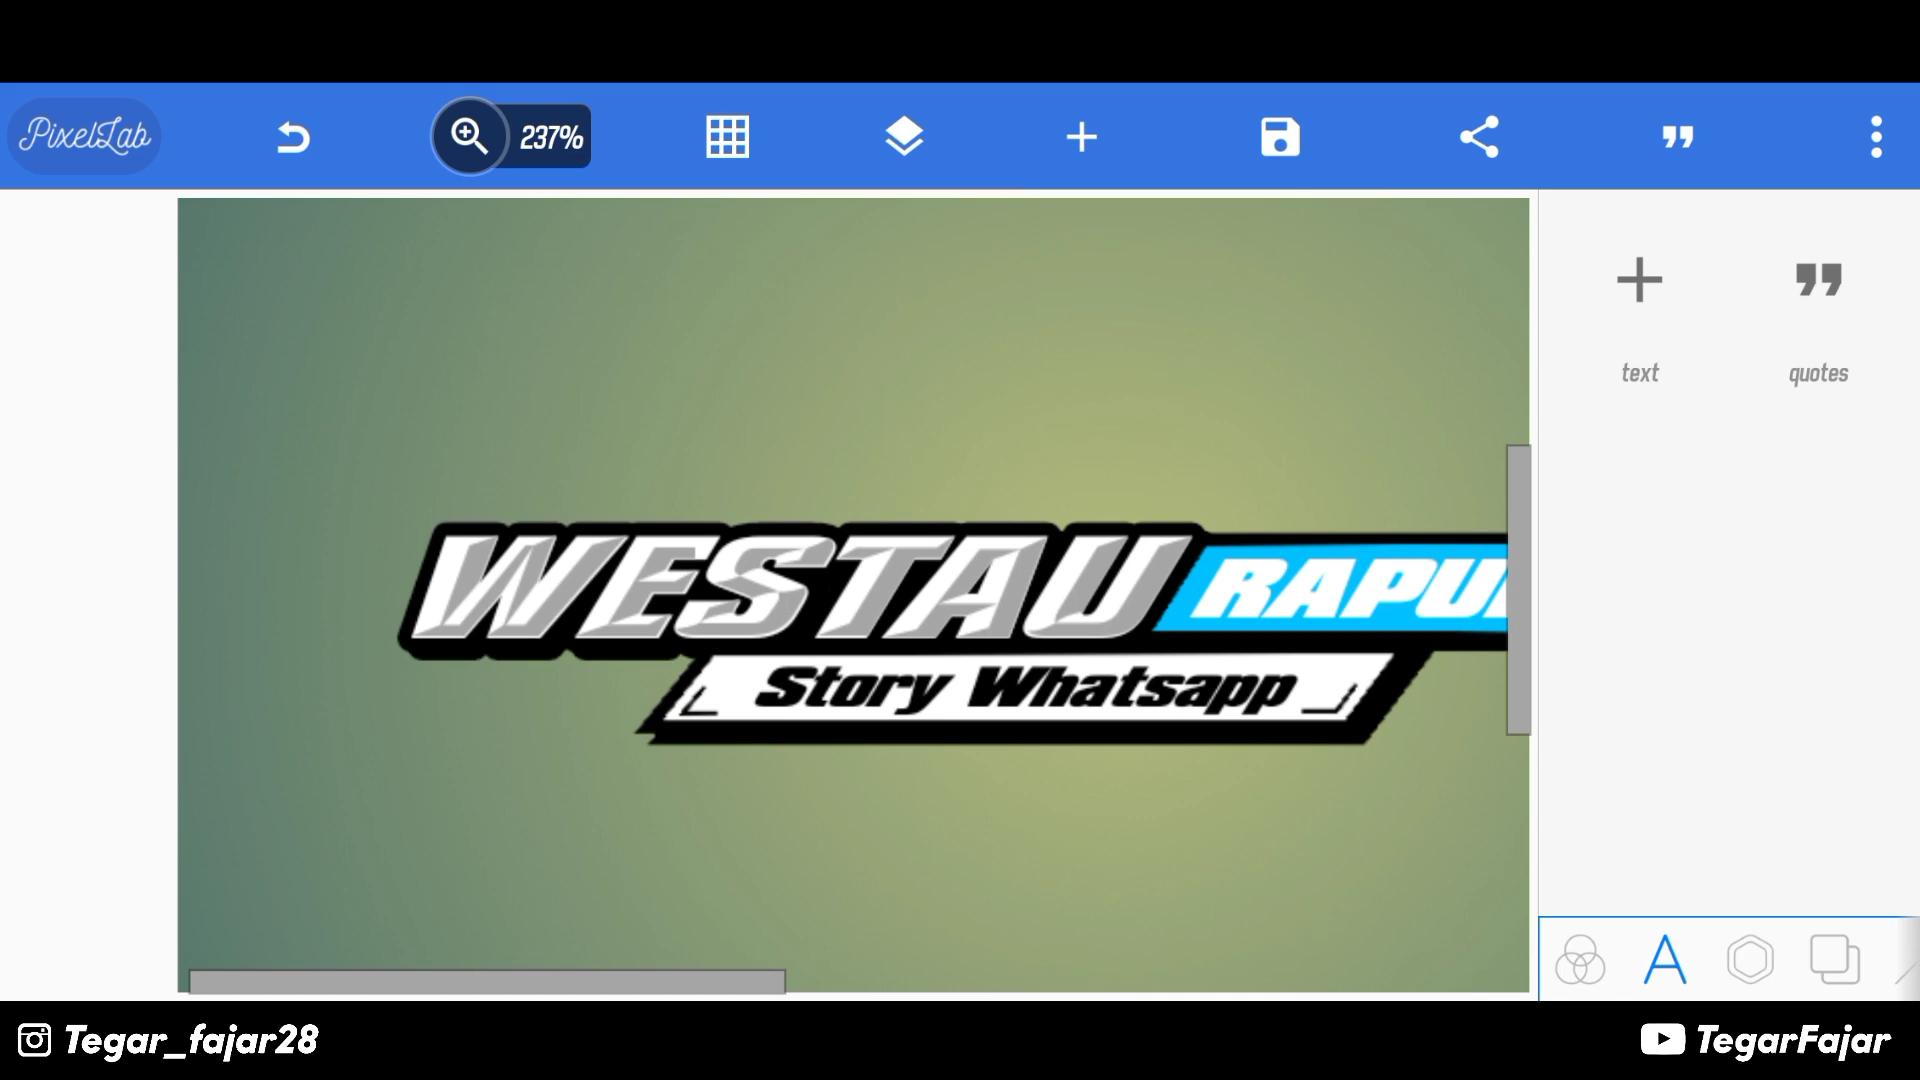 PixelLab
237%
text
quotes
WESTAU RAPU
Story Whatsapp
Tegar_fajar28
TegarFajar